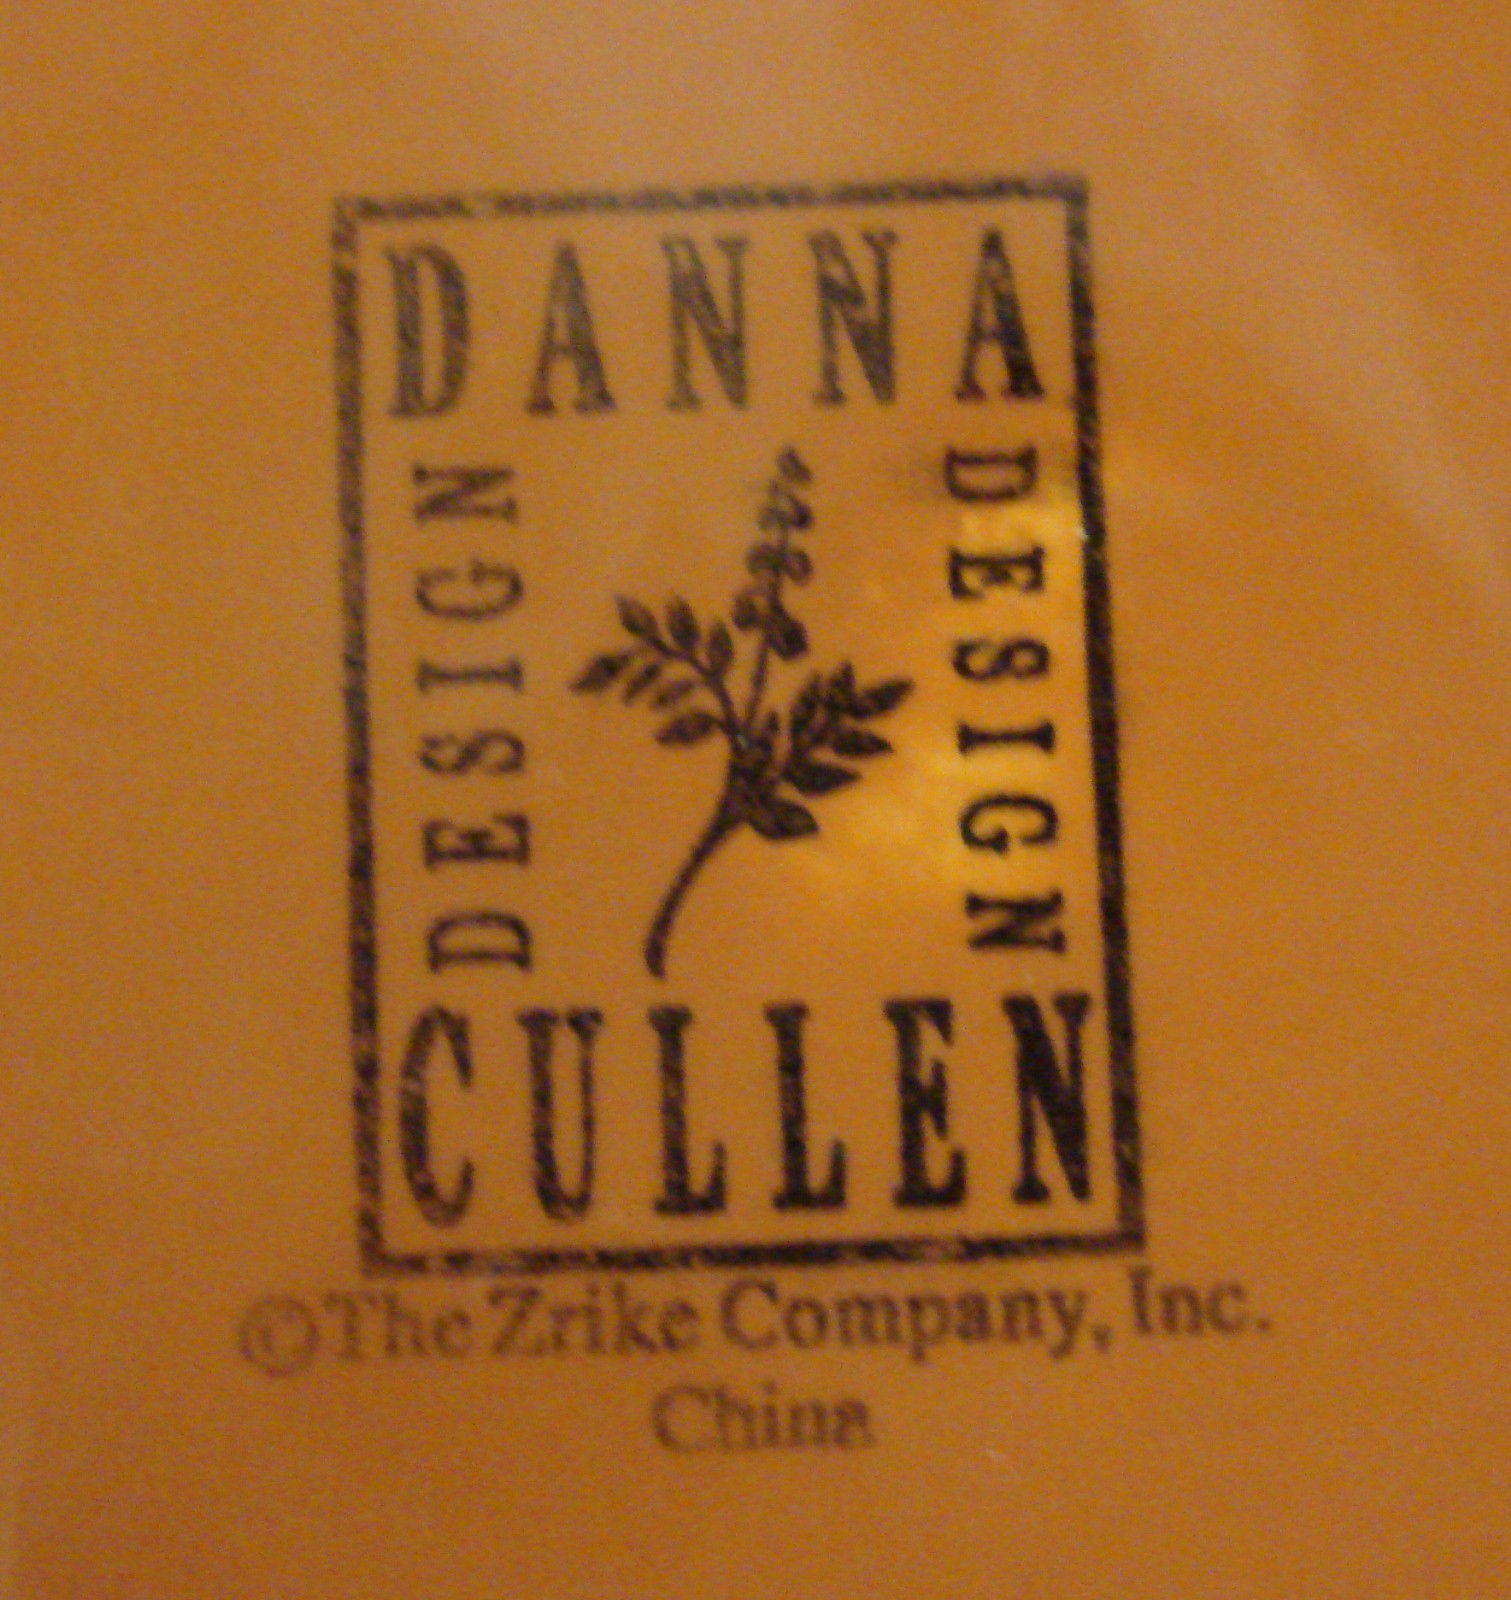 DANNA
DESIGN
DESIGN
CULLEN
©The Zrike Company, Inc.
China